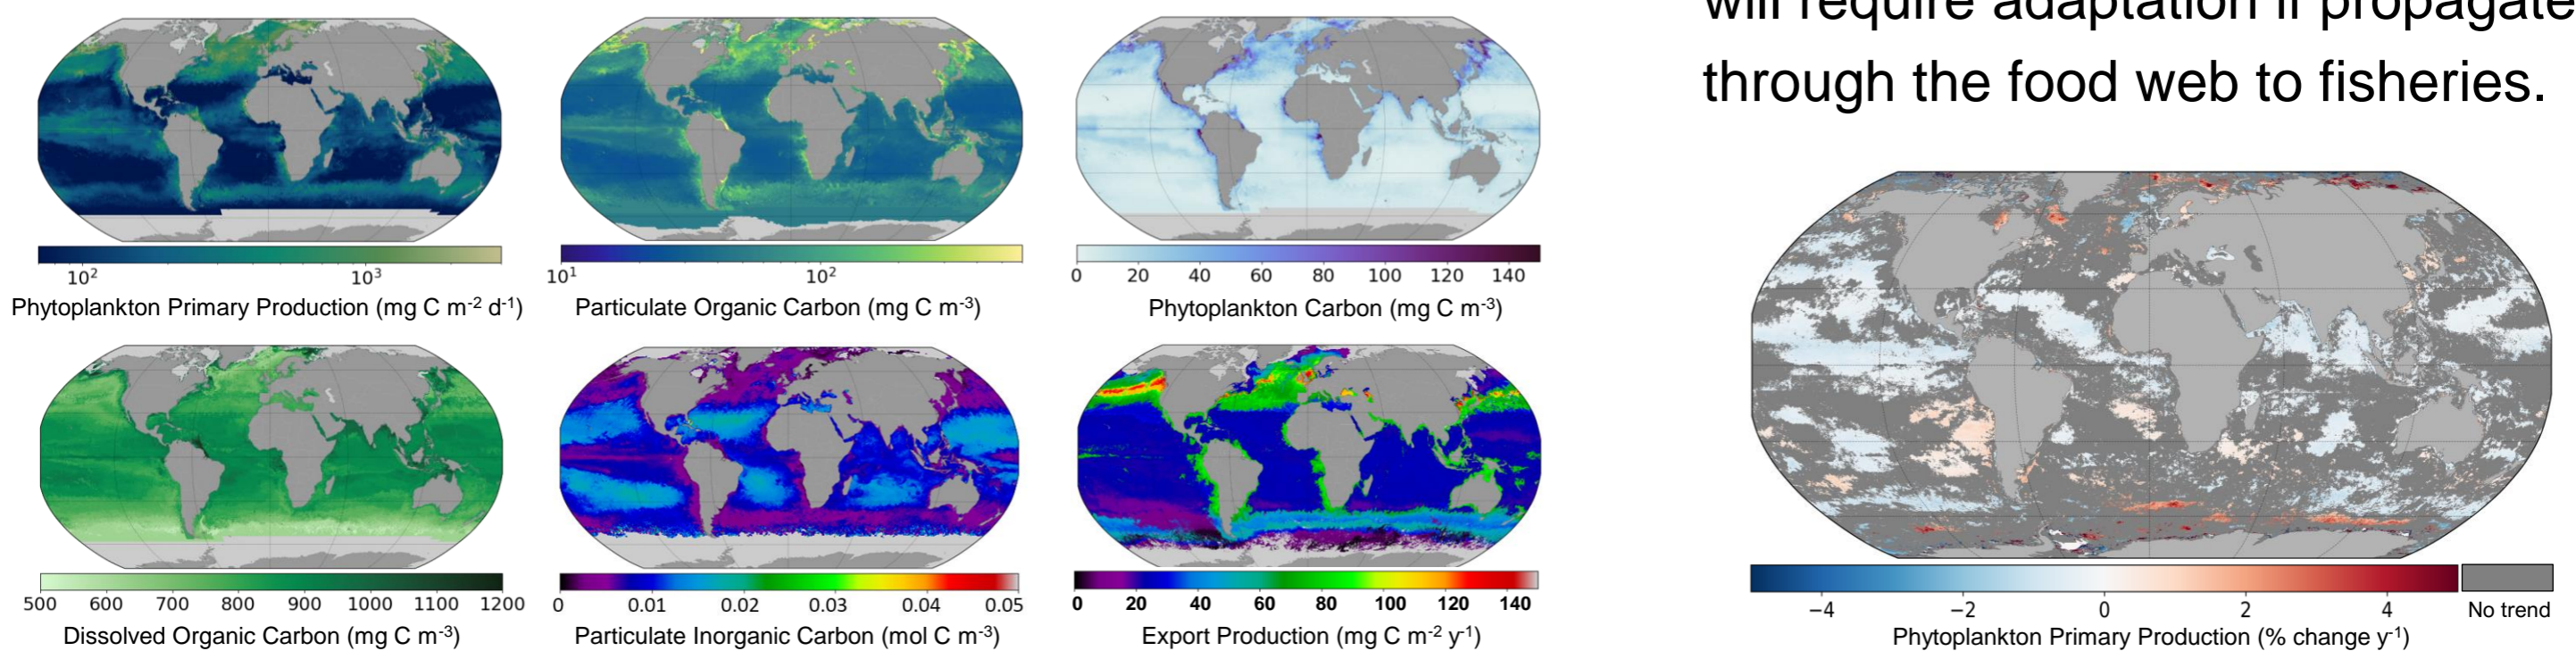 will require adaptation if propagate
through the food web to fisheries.
10² 10³
Phytoplankton Primary Production (mg C m⁻² d⁻¹)
10¹ 10²
Particulate Organic Carbon (mg C m⁻³)
0 20 40 60 80 100 120 140
Phytoplankton Carbon (mg C m⁻³)
500 600 700 800 900 1000 1100 1200
Dissolved Organic Carbon (mg C m⁻³)
0 0.01 0.02 0.03 0.04 0.05
Particulate Inorganic Carbon (mol C m⁻³)
0 20 40 60 80 100 120 140
Export Production (mg C m⁻² y⁻¹)
−4 −2 0 2 4 No trend
Phytoplankton Primary Production (% change y⁻¹)